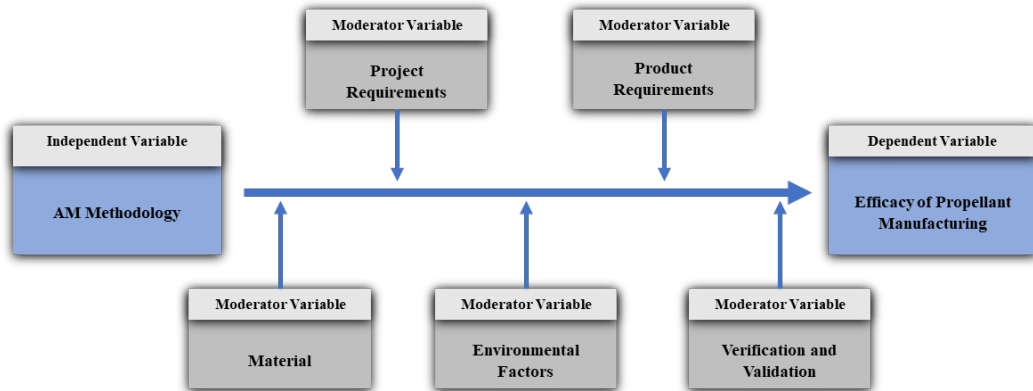 Moderator Variable
Project
Requirements
Moderator Variable
Product
Requirements
Independent Variable
AM Methodology
Dependent Variable
Efficacy of Propellant
Manufacturing
Moderator Variable
Material
Moderator Variable
Environmental
Factors
Moderator Variable
Verification and
Validation